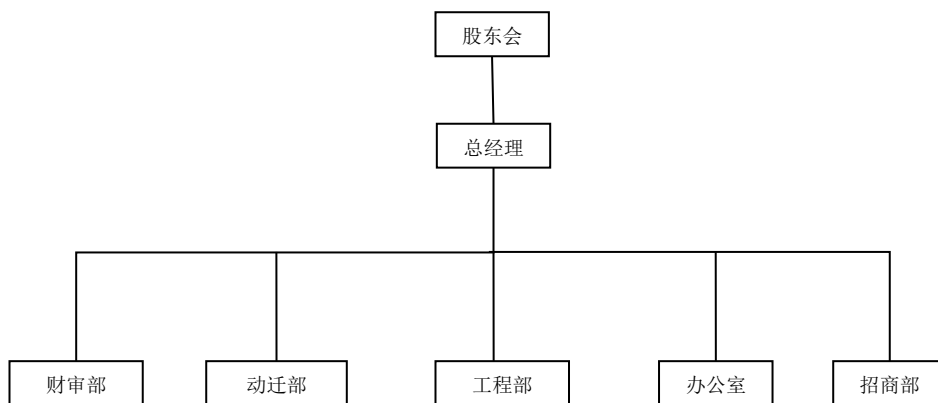 股东会
总经理
财审部
动迁部
工程部
办公室
招商部